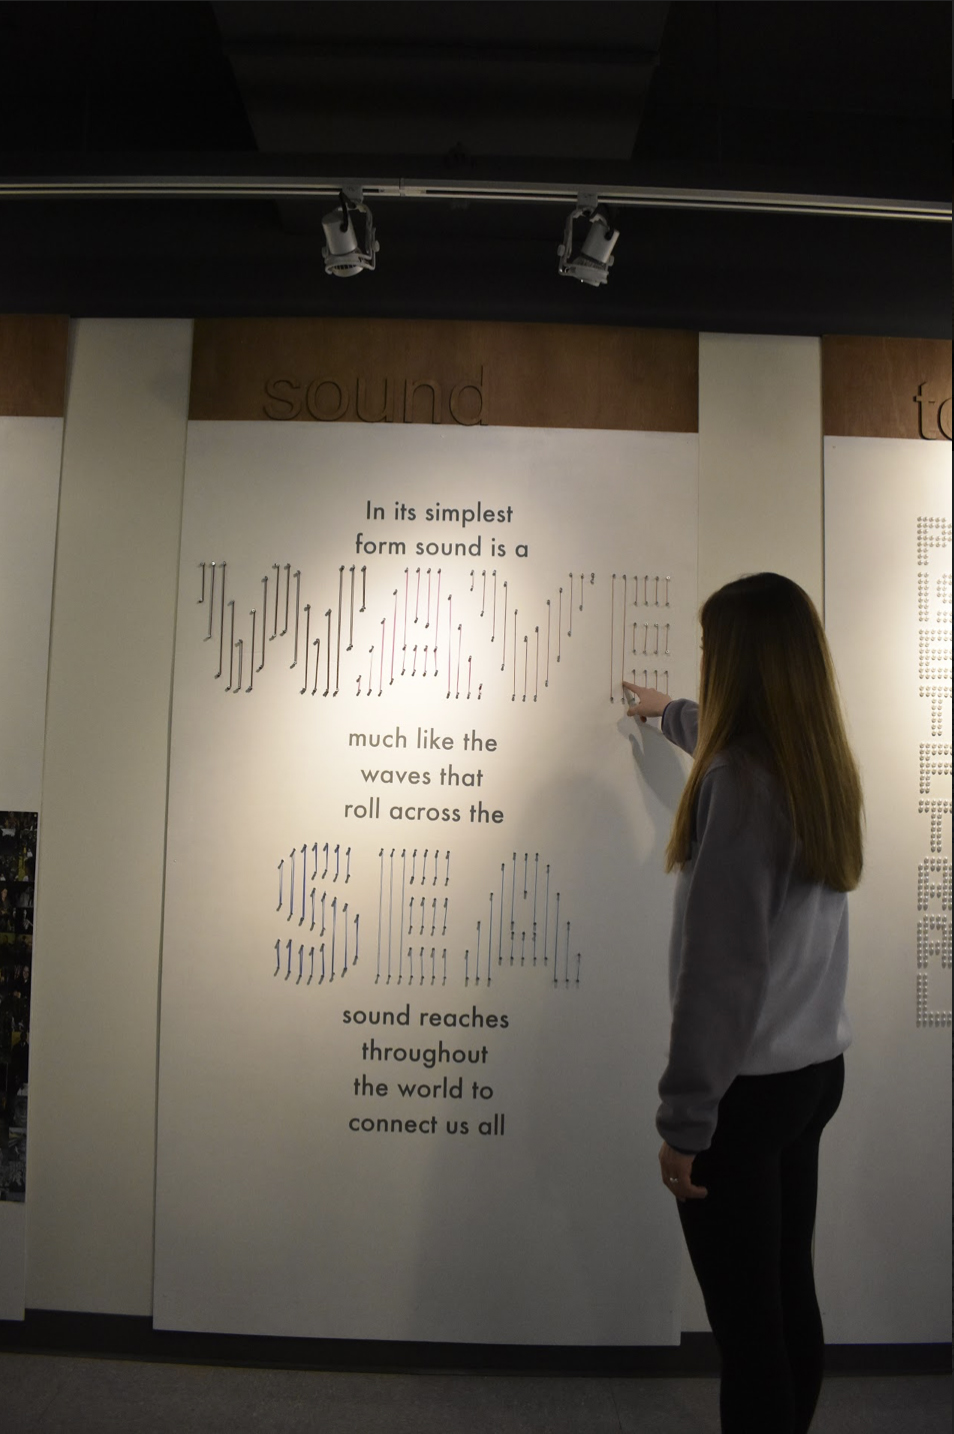 sound
In its simplest
form sound is a
WAVE
much like the
waves that
roll across the
SEA
sound reaches
throughout
the world to
connect us all